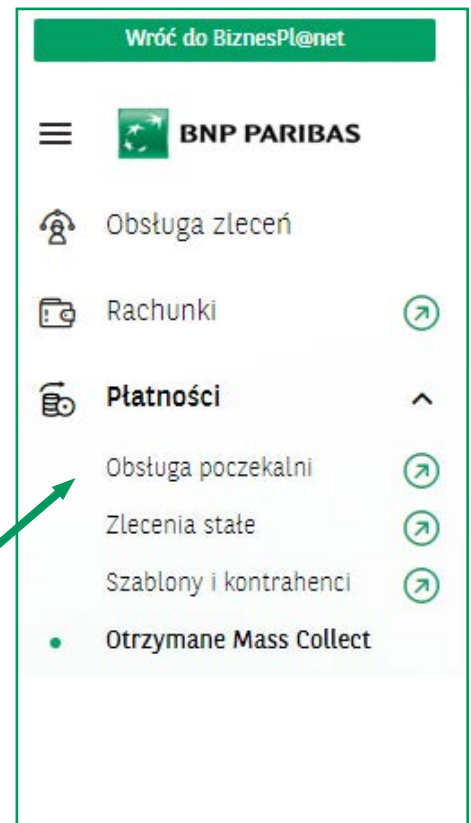 Wróć do BiznesPl@net
BNP PARIBAS
Obsługa zleceń
Rachunki
Płatności
Obsługa poczekalni
Zlecenia stałe
Szablony i kontrahenci
Otrzymane Mass Collect